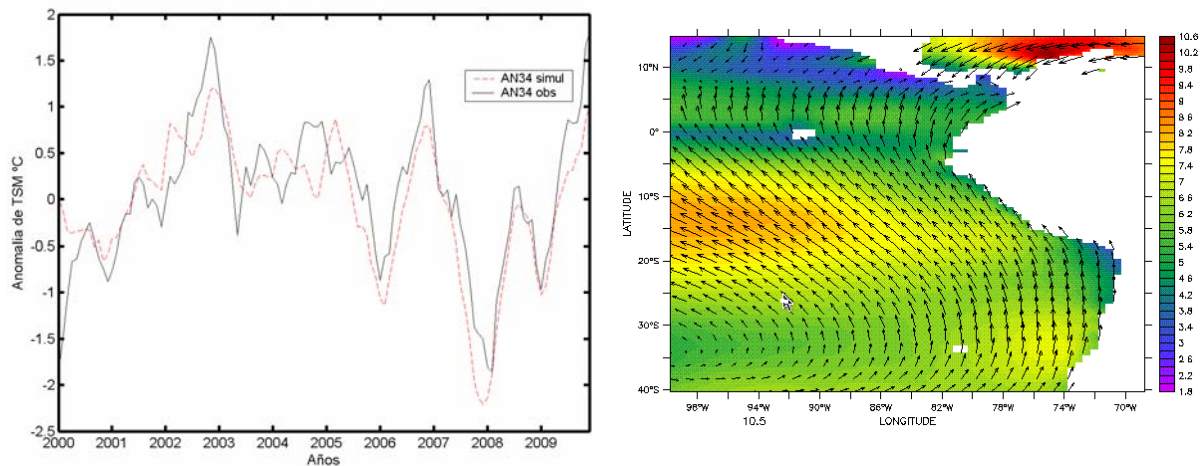 2
1.5
1
0.5
0
-0.5
-1
-1.5
-2
-2.5
Anomalia de TSM ºC
AN34 simul
AN34 obs
2000 2001 2002 2003 2004 2005 2006 2007 2008 2009
Años
10°N
0°
10°S
20°S
30°S
40°S
LATITUDE
98°W 94°W 90°W 86°W 82°W 78°W 74°W 70°W
10.5
LONGITUDE
10.6
10.2
9.8
9.4
9
8.6
8.2
7.8
7.4
7
6.6
6.2
5.8
5.4
5
4.6
4.2
3.8
3.4
3
2.6
2.2
1.8